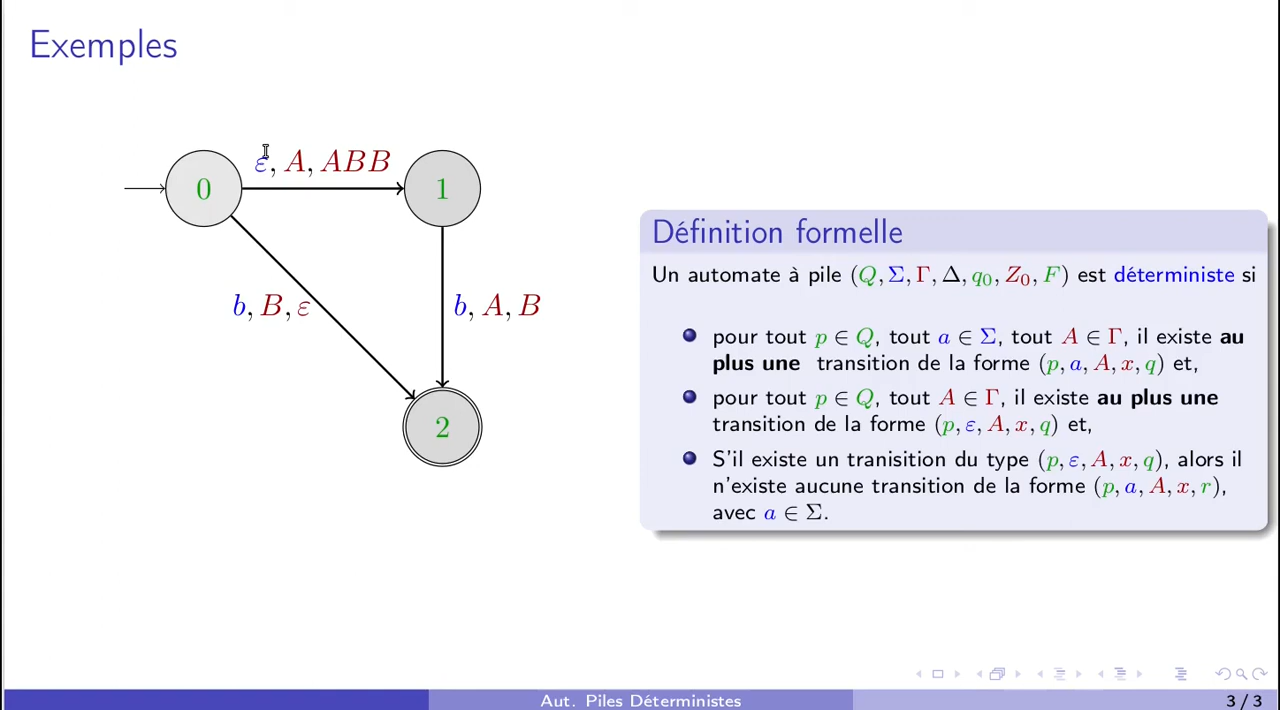 Exemples
ε, A, ABB
0
1
b, B, ε
b, A, B
2
Définition formelle
Un automate à pile (Q, Σ, Γ, Δ, q₀, Z₀, F) est déterministe si
pour tout p ∈ Q, tout a ∈ Σ, tout A ∈ Γ, il existe au
plus une transition de la forme (p, a, A, x, q) et,
pour tout p ∈ Q, tout A ∈ Γ, il existe au plus une
transition de la forme (p, ε, A, x, q) et,
S'il existe un tranisition du type (p, ε, A, x, q), alors il
n'existe aucune transition de la forme (p, a, A, x, r),
avec a ∈ Σ.
Aut. Piles Déterministes
3 / 3